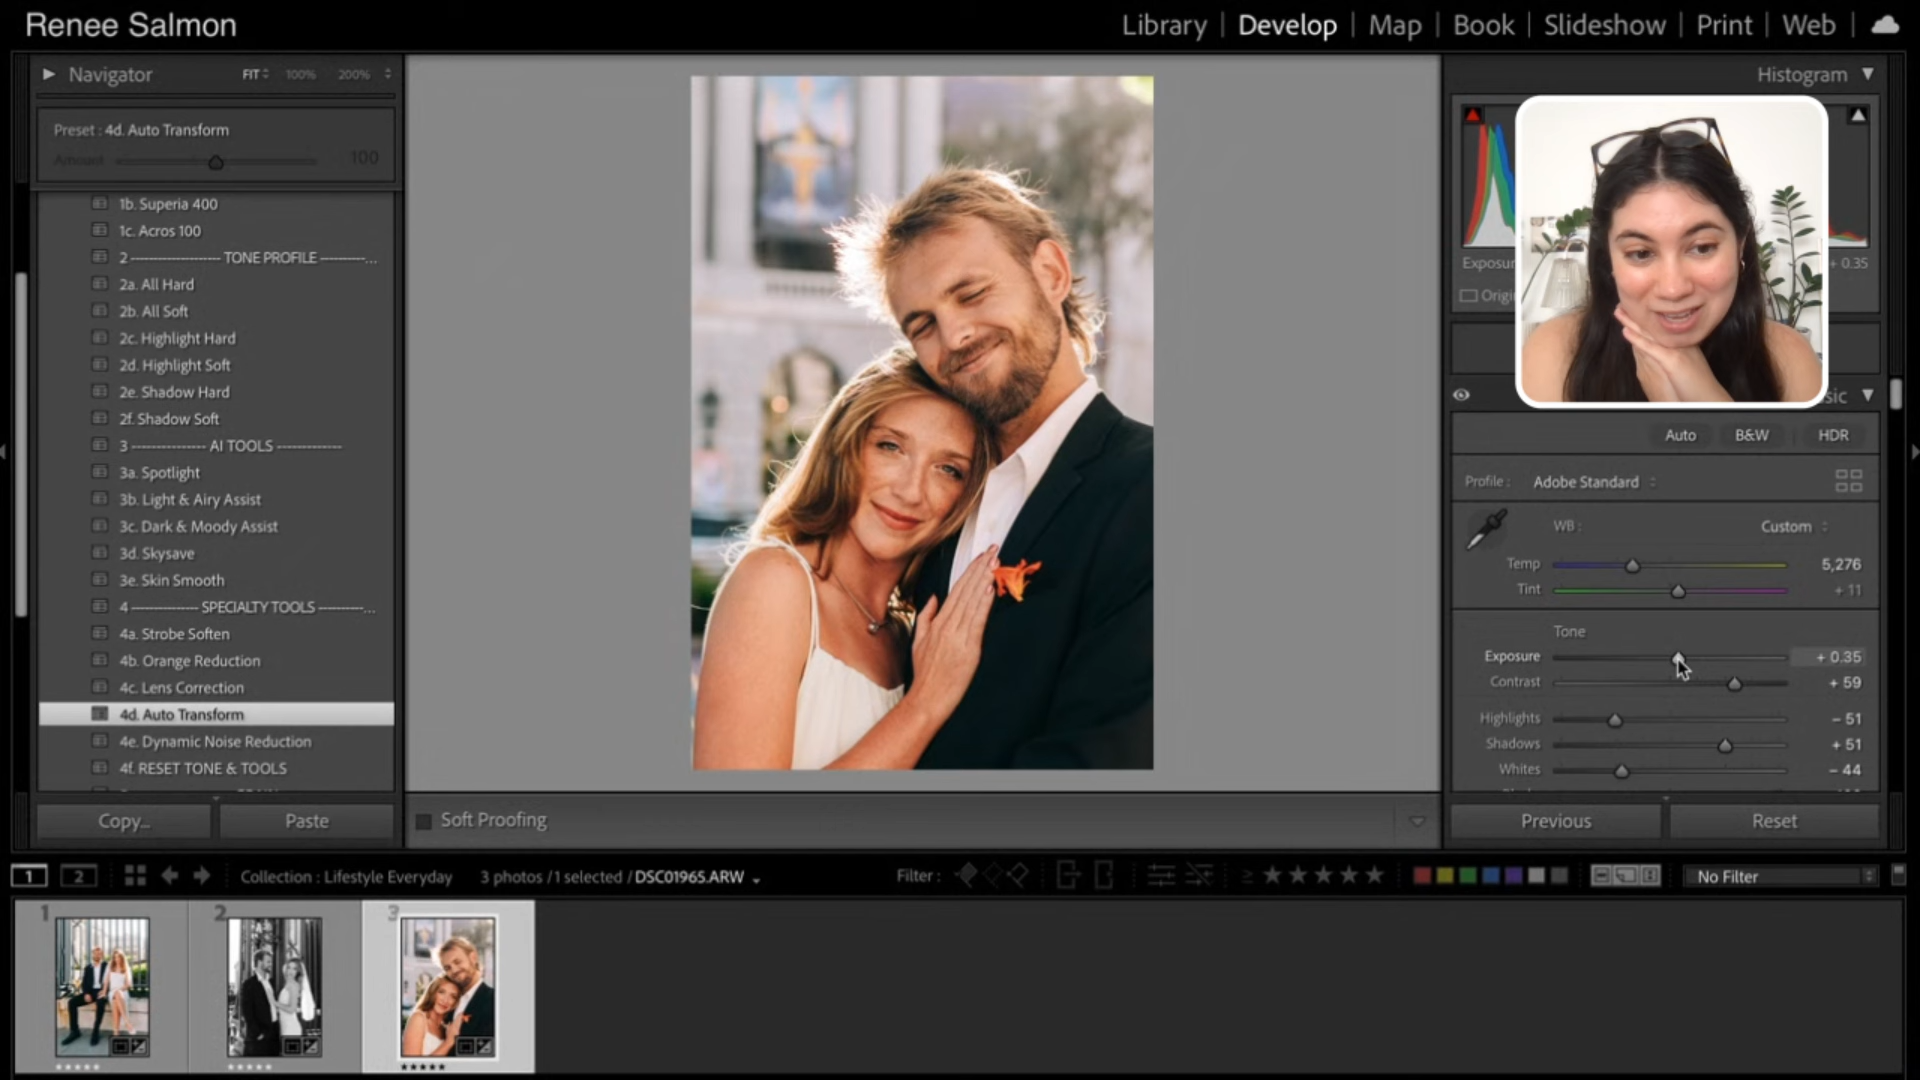 Renee Salmon
Library | Develop | Map | Book | Slideshow | Print | Web
Navigator FIT 100% 200%
Preset : 4d. Auto Transform
Amount 100
1b. Superia 400
1c. Acros 100
2 ------------------- TONE PROFILE ----------...
2a. All Hard
2b. All Soft
2c. Highlight Hard
2d. Highlight Soft
2e. Shadow Hard
2f. Shadow Soft
3 ---------------- AI TOOLS --------------
3a. Spotlight
3b. Light & Airy Assist
3c. Dark & Moody Assist
3d. Skysave
3e. Skin Smooth
4 --------------- SPECIALTY TOOLS ----------...
4a. Strobe Soften
4b. Orange Reduction
4c. Lens Correction
4d. Auto Transform
4e. Dynamic Noise Reduction
4f. RESET TONE & TOOLS
Copy... Paste
Soft Proofing
Histogram
Exposur + 0.35
Origi
sic
Auto B&W HDR
Profile : Adobe Standard
WB : Custom
Temp 5,276
Tint + 11
Tone
Exposure + 0.35
Contrast + 59
Highlights − 51
Shadows + 51
Whites − 44
Previous Reset
1 2 Collection : Lifestyle Everyday 3 photos / 1 selected / DSC01965.ARW Filter : ≥ ★★★★★ No Filter
1 2 3
★★★★★ ★★★★★ ★★★★★